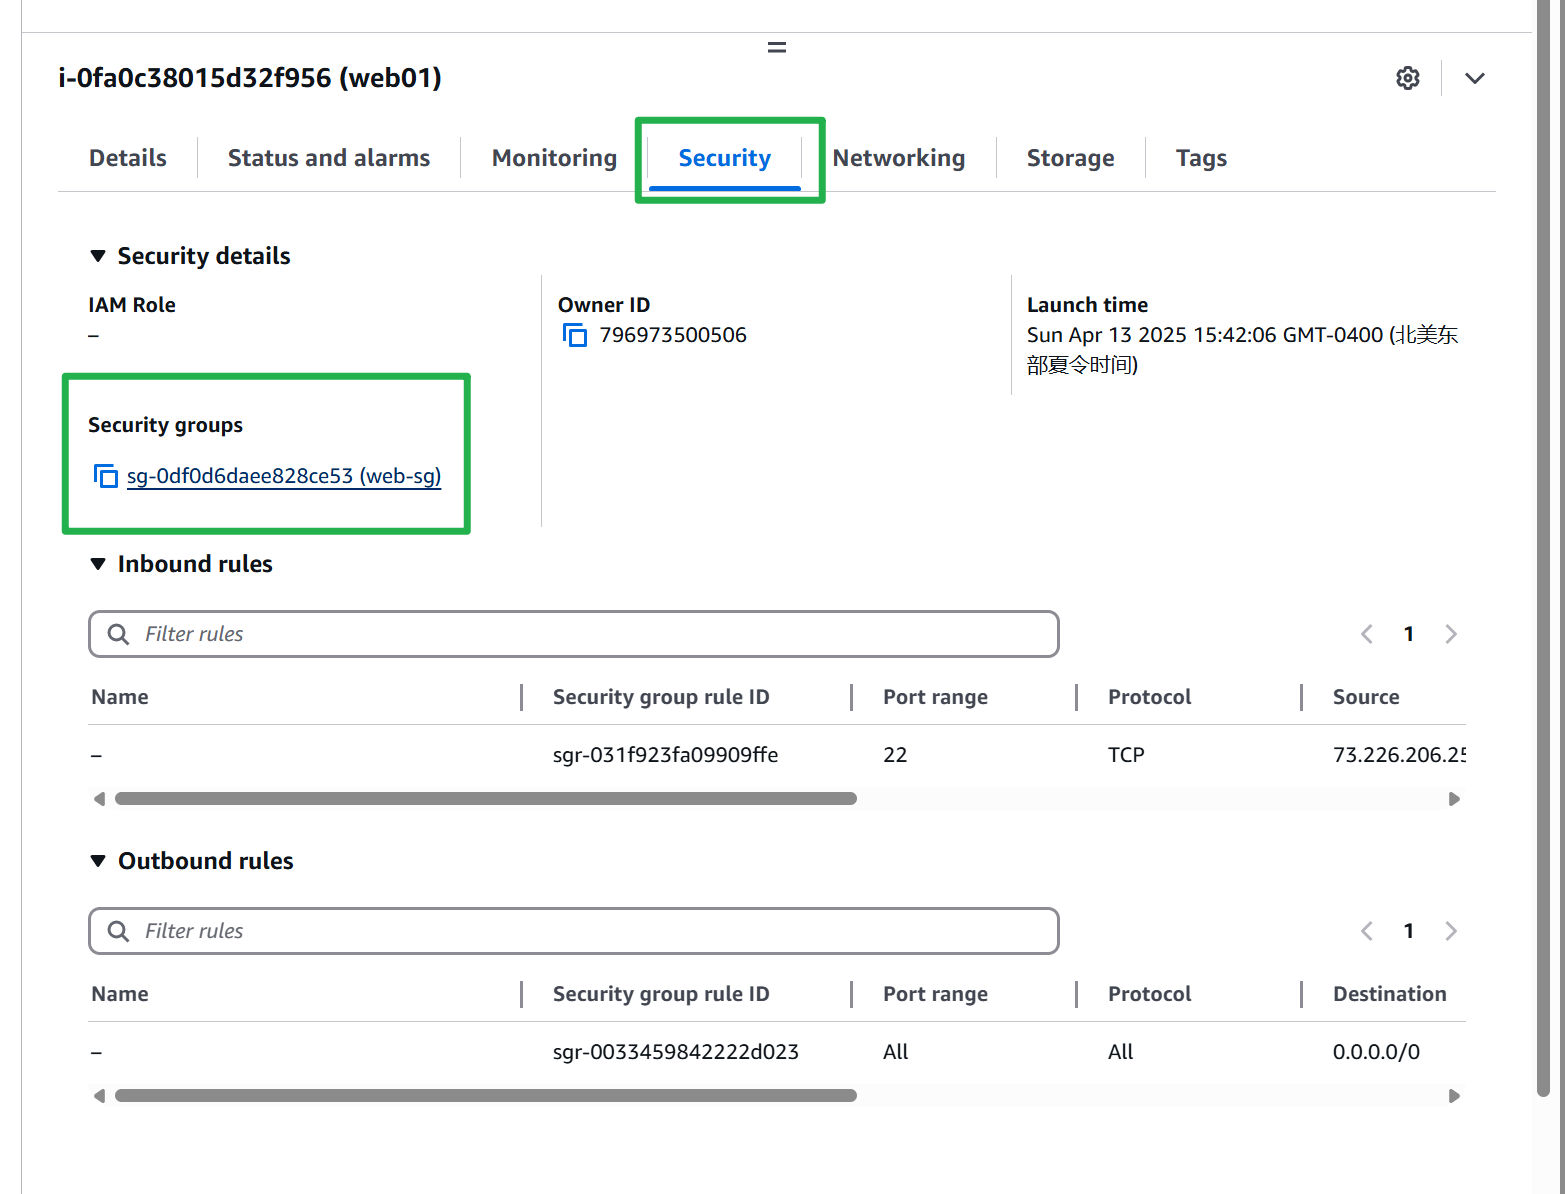 i-0fa0c38015d32f956 (web01)
Details
Status and alarms
Monitoring
Security
Networking
Storage
Tags
Security details
IAM Role
–
Owner ID
796973500506
Launch time
Sun Apr 13 2025 15:42:06 GMT-0400 (北美东
部夏令时间)
Security groups
sg-0df0d6daee828ce53 (web-sg)
Inbound rules
Filter rules
1
Name
Security group rule ID
Port range
Protocol
Source
–
sgr-031f923fa09909ffe
22
TCP
73.226.206.25
Outbound rules
Filter rules
1
Name
Security group rule ID
Port range
Protocol
Destination
–
sgr-0033459842222d023
All
All
0.0.0.0/0